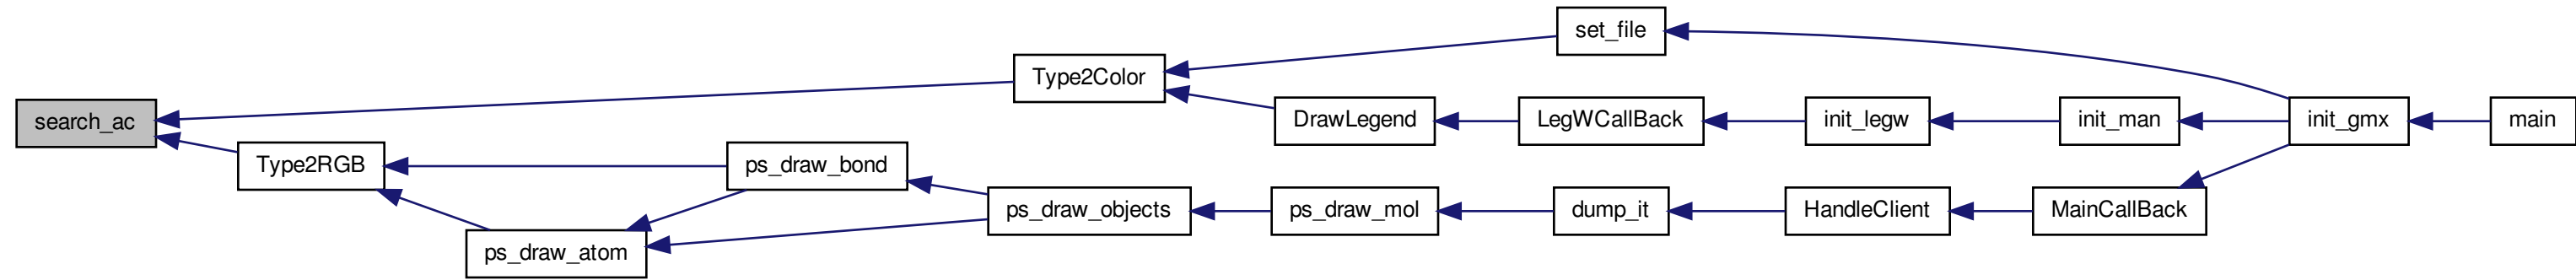 search_ac
Type2RGB
ps_draw_atom
ps_draw_bond
ps_draw_objects
Type2Color
set_file
DrawLegend
LegWCallBack
init_legw
init_man
init_gmx
main
ps_draw_mol
dump_it
HandleClient
MainCallBack